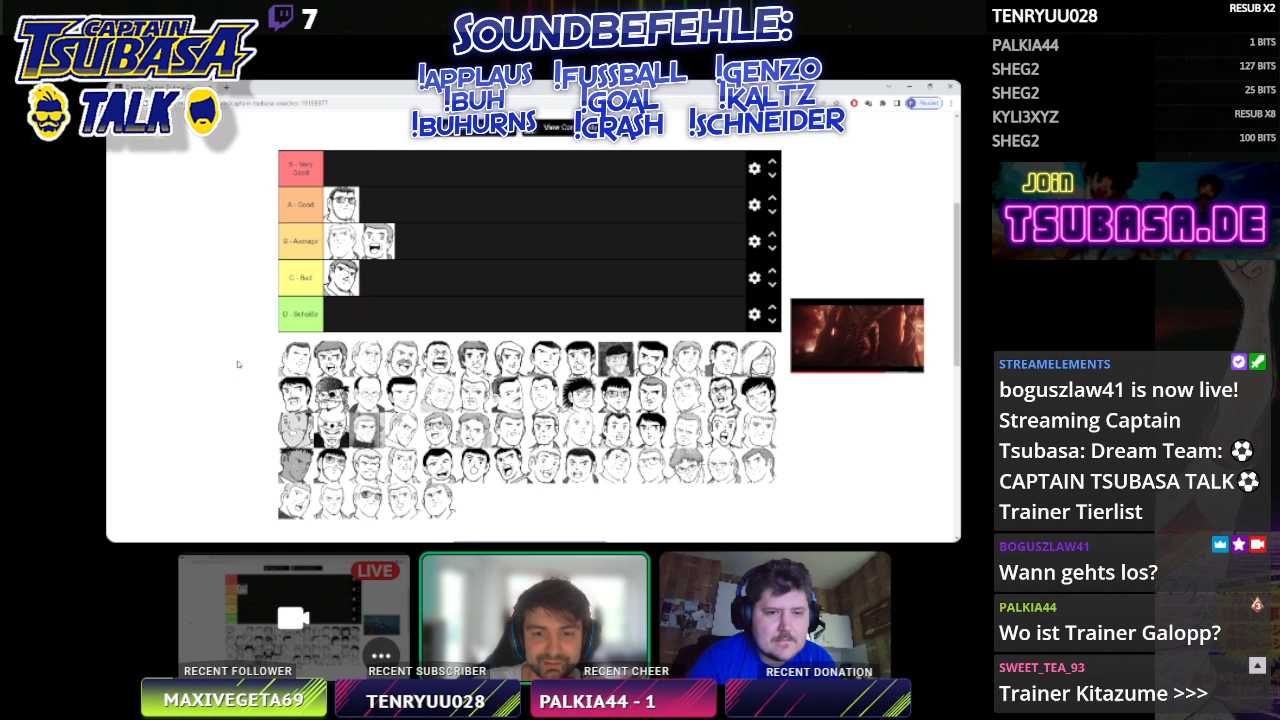 CAPTAIN
TSUBASA
TALK
7
SOUNDBEFEHLE:
!APPLAUS !FUSSBALL !GENZO
!BUH !GOAL !KALTZ
!BUHURNS !CRASH !SCHNEIDER
TENRYUU028 RESUB X2
PALKIA44 1 BITS
SHEG2 127 BITS
SHEG2 25 BITS
KYLI3XYZ RESUB X8
SHEG2 100 BITS
JOIN
TSUBASA.DE
S - Very
Good
A - Good
B - Average
C - Bad
D - Scheiße
STREAMELEMENTS
boguszlaw41 is now live!
Streaming Captain
Tsubasa: Dream Team: ⚽
CAPTAIN TSUBASA TALK⚽
Trainer Tierlist
BOGUSZLAW41
Wann gehts los?
PALKIA44
Wo ist Trainer Galopp?
SWEET_TEA_93
Trainer Kitazume >>>
LIVE
RECENT FOLLOWER
MAXIVEGETA69
RECENT SUBSCRIBER
TENRYUU028
RECENT CHEER
PALKIA44 - 1
RECENT DONATION